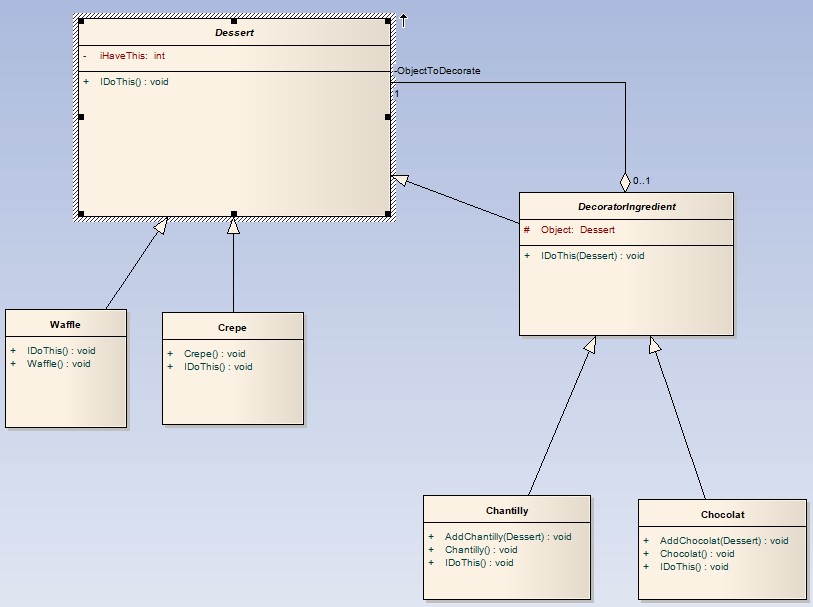 Dessert
- iHaveThis: int
+ IDoThis() : void
-ObjectToDecorate
1
0..1
DecoratorIngredient
# Object: Dessert
+ IDoThis(Dessert) : void
Waffle
+ IDoThis() : void
+ Waffle() : void
Crepe
+ Crepe() : void
+ IDoThis() : void
Chantilly
+ AddChantilly(Dessert) : void
+ Chantilly() : void
+ IDoThis() : void
Chocolat
+ AddChocolat(Dessert) : void
+ Chocolat() : void
+ IDoThis() : void